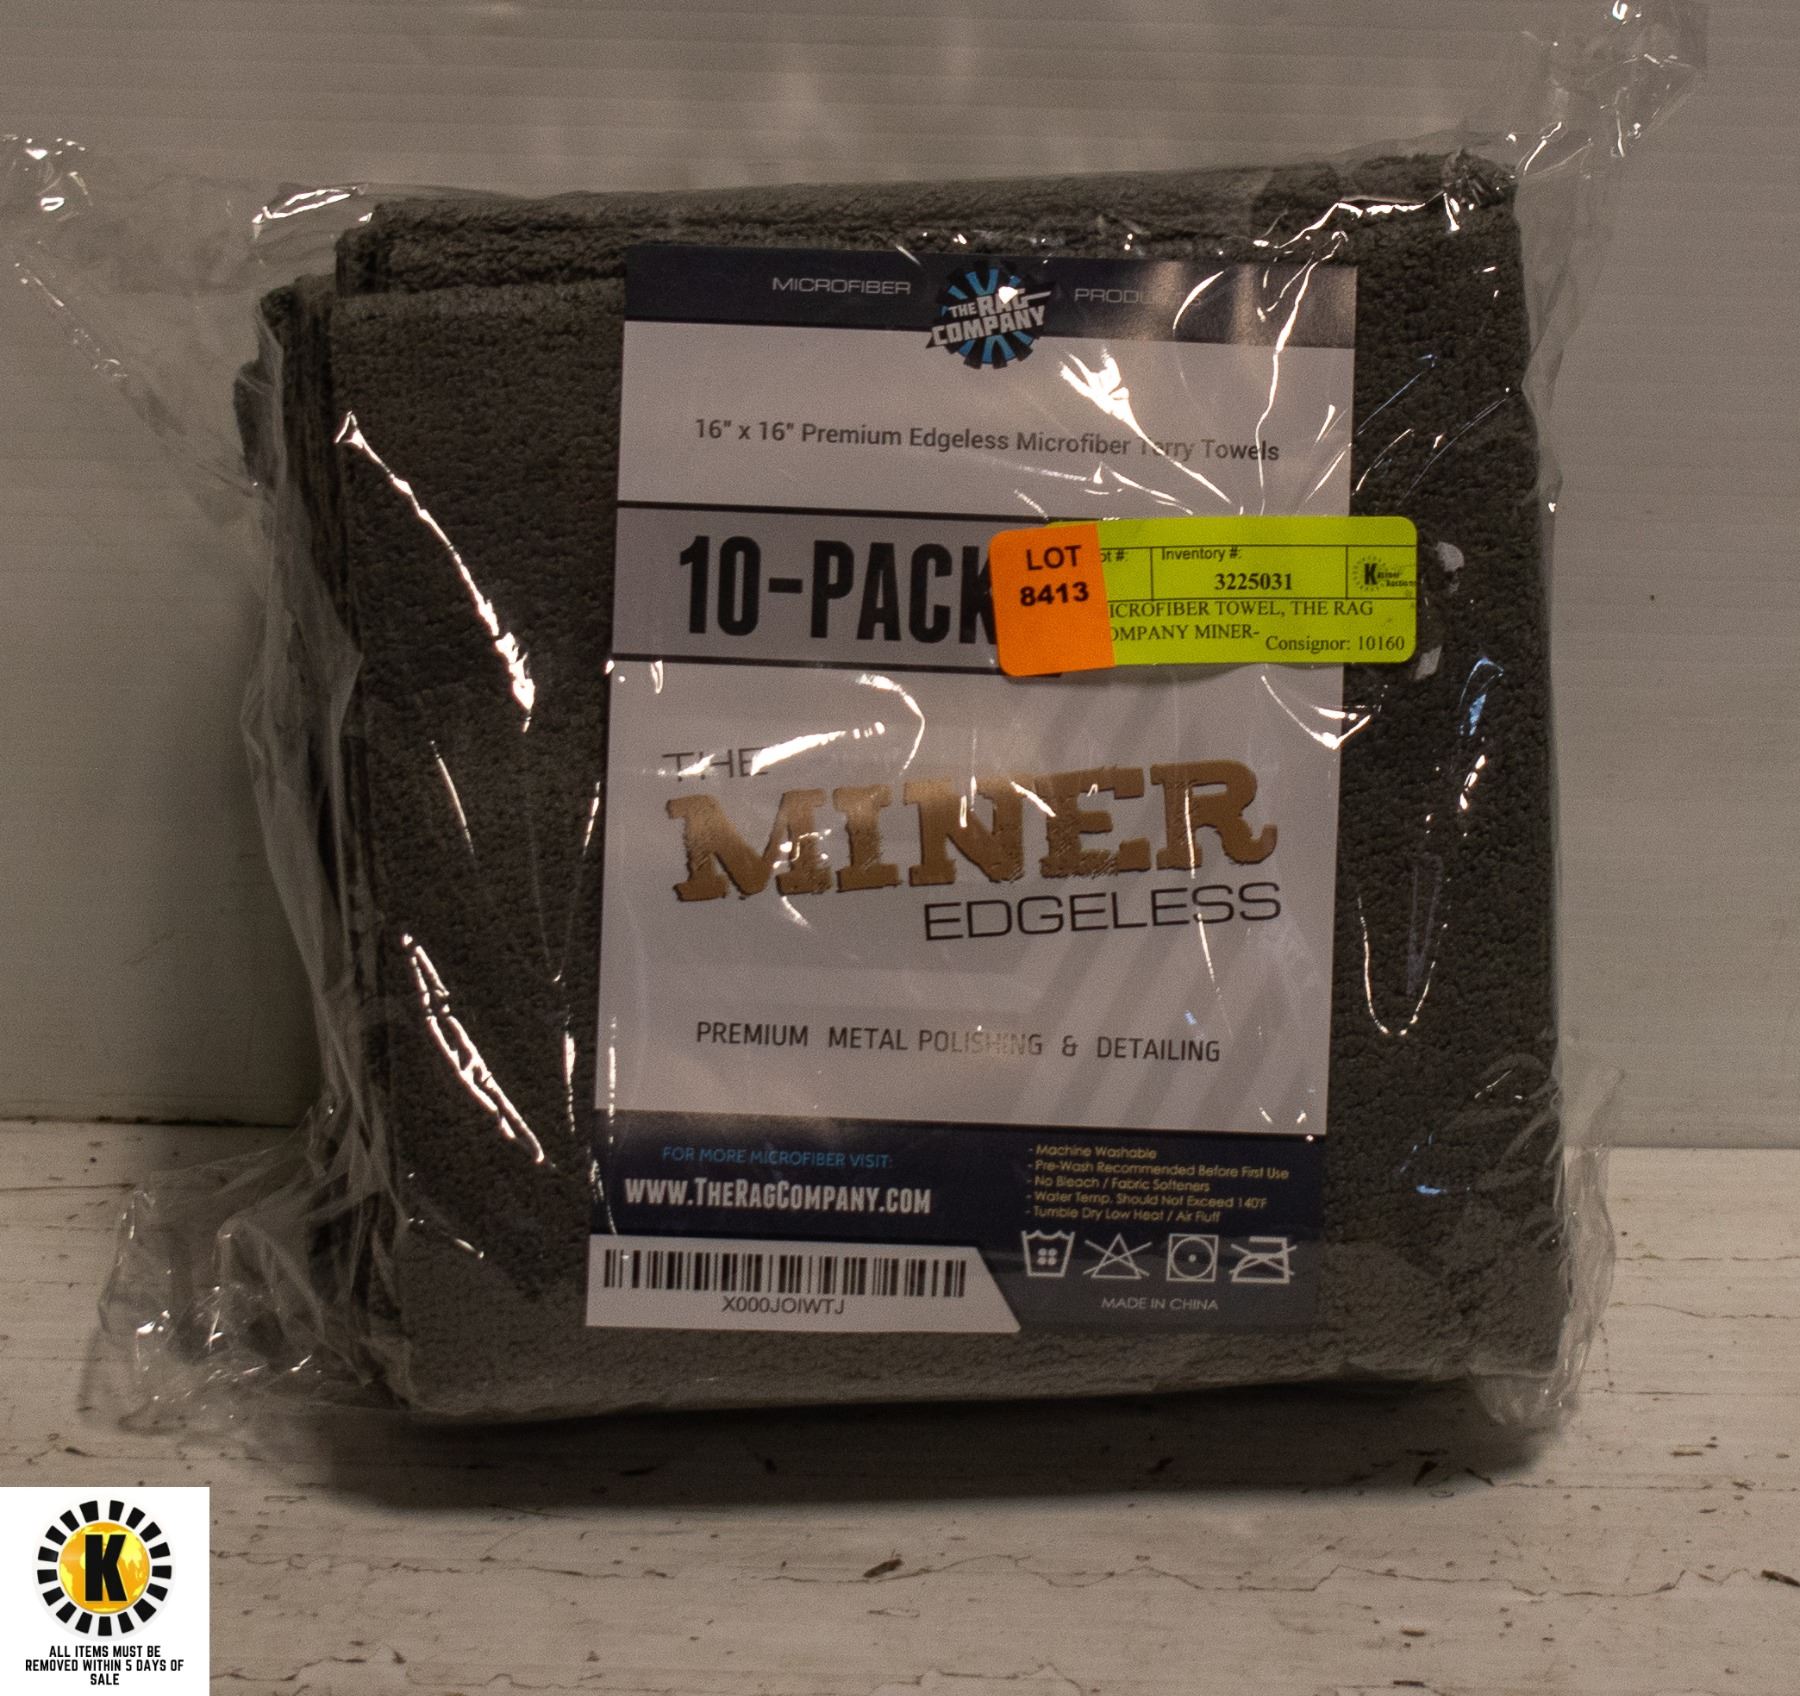 MICROFIBER THE RAG COMPANY PRODUCTS
16" x 16" Premium Edgeless Microfiber Terry Towels
10-PACK
LOT
8413
ot #: Inventory #:
3225031
ICROFIBER TOWEL, THE RAG
OMPANY MINER-
Consignor: 10160
THE
MINER
EDGELESS
PREMIUM METAL POLISHING & DETAILING
FOR MORE MICROFIBER VISIT:
WWW.THERAGCOMPANY.COM
- Machine Washable
- Pre-Wash Recommended Before First Use
- No Bleach / Fabric Softeners
- Water Temp. Should Not Exceed 140°F
- Tumble Dry Low Heat / Air Fluff
X000JOIWTJ
MADE IN CHINA
K
ALL ITEMS MUST BE
REMOVED WITHIN 5 DAYS OF
SALE